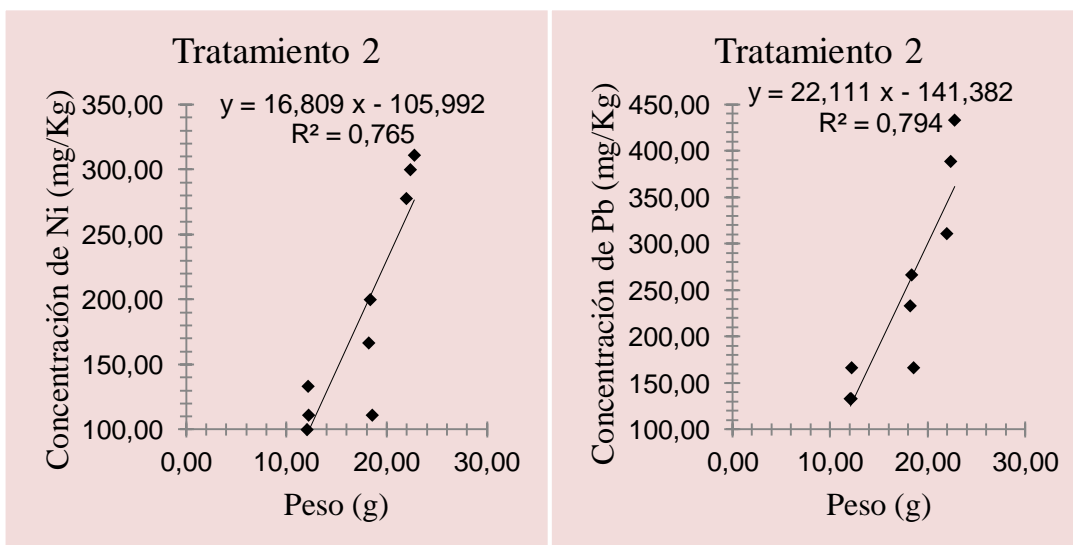 Tratamiento 2
y = 16,809 x - 105,992
R² = 0,765
Concentración de Ni (mg/Kg)
350,00
300,00
250,00
200,00
150,00
100,00
0,00 10,00 20,00 30,00
Peso (g)
Tratamiento 2
y = 22,111 x - 141,382
R² = 0,794
Concentración de Pb (mg/Kg)
450,00
400,00
350,00
300,00
250,00
200,00
150,00
100,00
0,00 10,00 20,00 30,00
Peso (g)